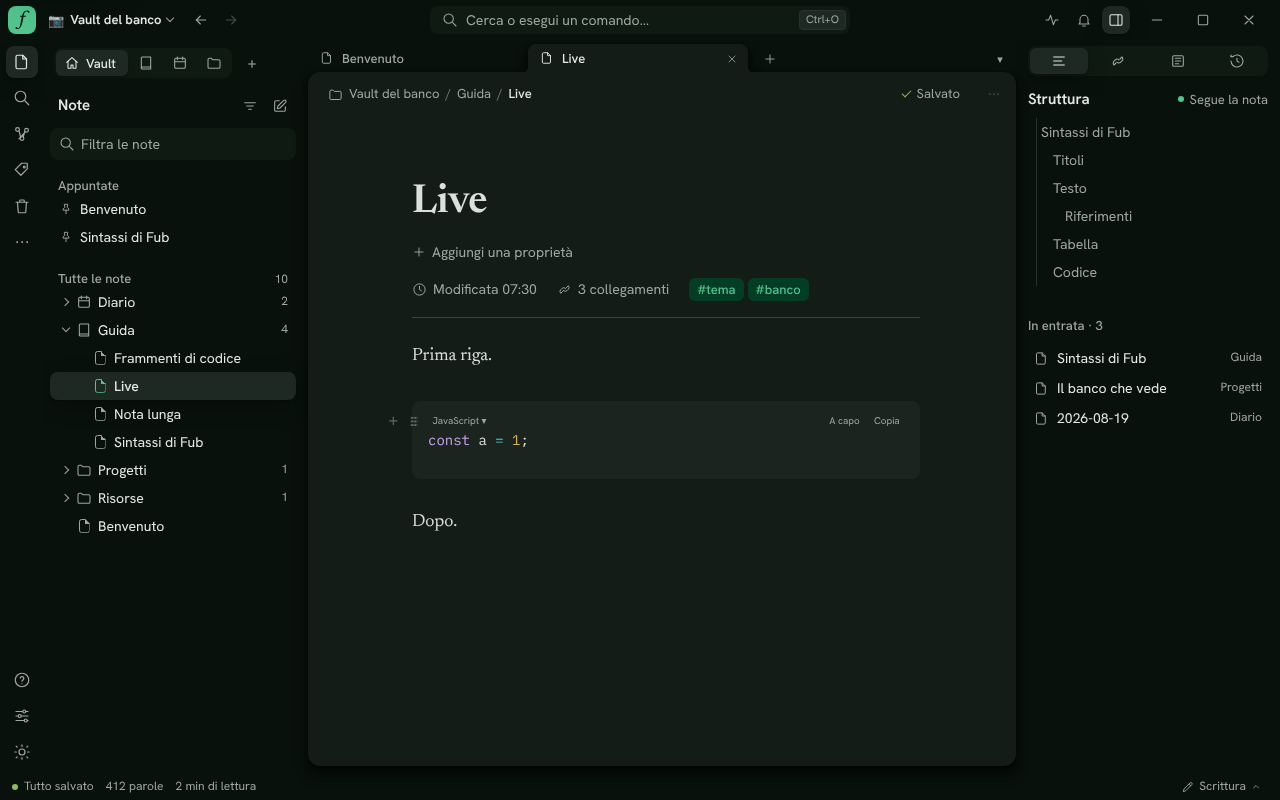 Vault del banco
Cerca o esegui un comando...
Ctrl+O
Vault
Benvenuto
Live
Note
Vault del banco / Guida / Live
Salvato
Struttura
Segue la nota
Filtra le note
Sintassi di Fub
Titoli
Testo
Riferimenti
Tabella
Codice
Appuntate
Benvenuto
Sintassi di Fub
Live
Aggiungi una proprietà
Tutte le note 10
Modificata 07:30
3 collegamenti
#tema
#banco
Diario 2
Guida 4
In entrata · 3
Frammenti di codice
Prima riga.
Sintassi di Fub Guida
Live
Il banco che vede Progetti
Nota lunga
JavaScript ▾
A capo
Copia
2026-08-19 Diario
Sintassi di Fub
const a = 1;
Progetti 1
Risorse 1
Benvenuto
Dopo.
Tutto salvato
412 parole
2 min di lettura
Scrittura